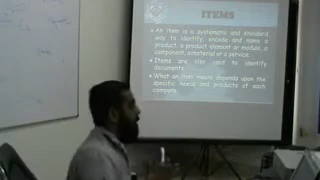 ITEMS
An item is a systematic and standard
way to identify, encode and name a
product, a product element or module, a
component, a material or a service.
Items are also used to identify
documents.
What an item means depends upon the
specific needs and products of each
company.